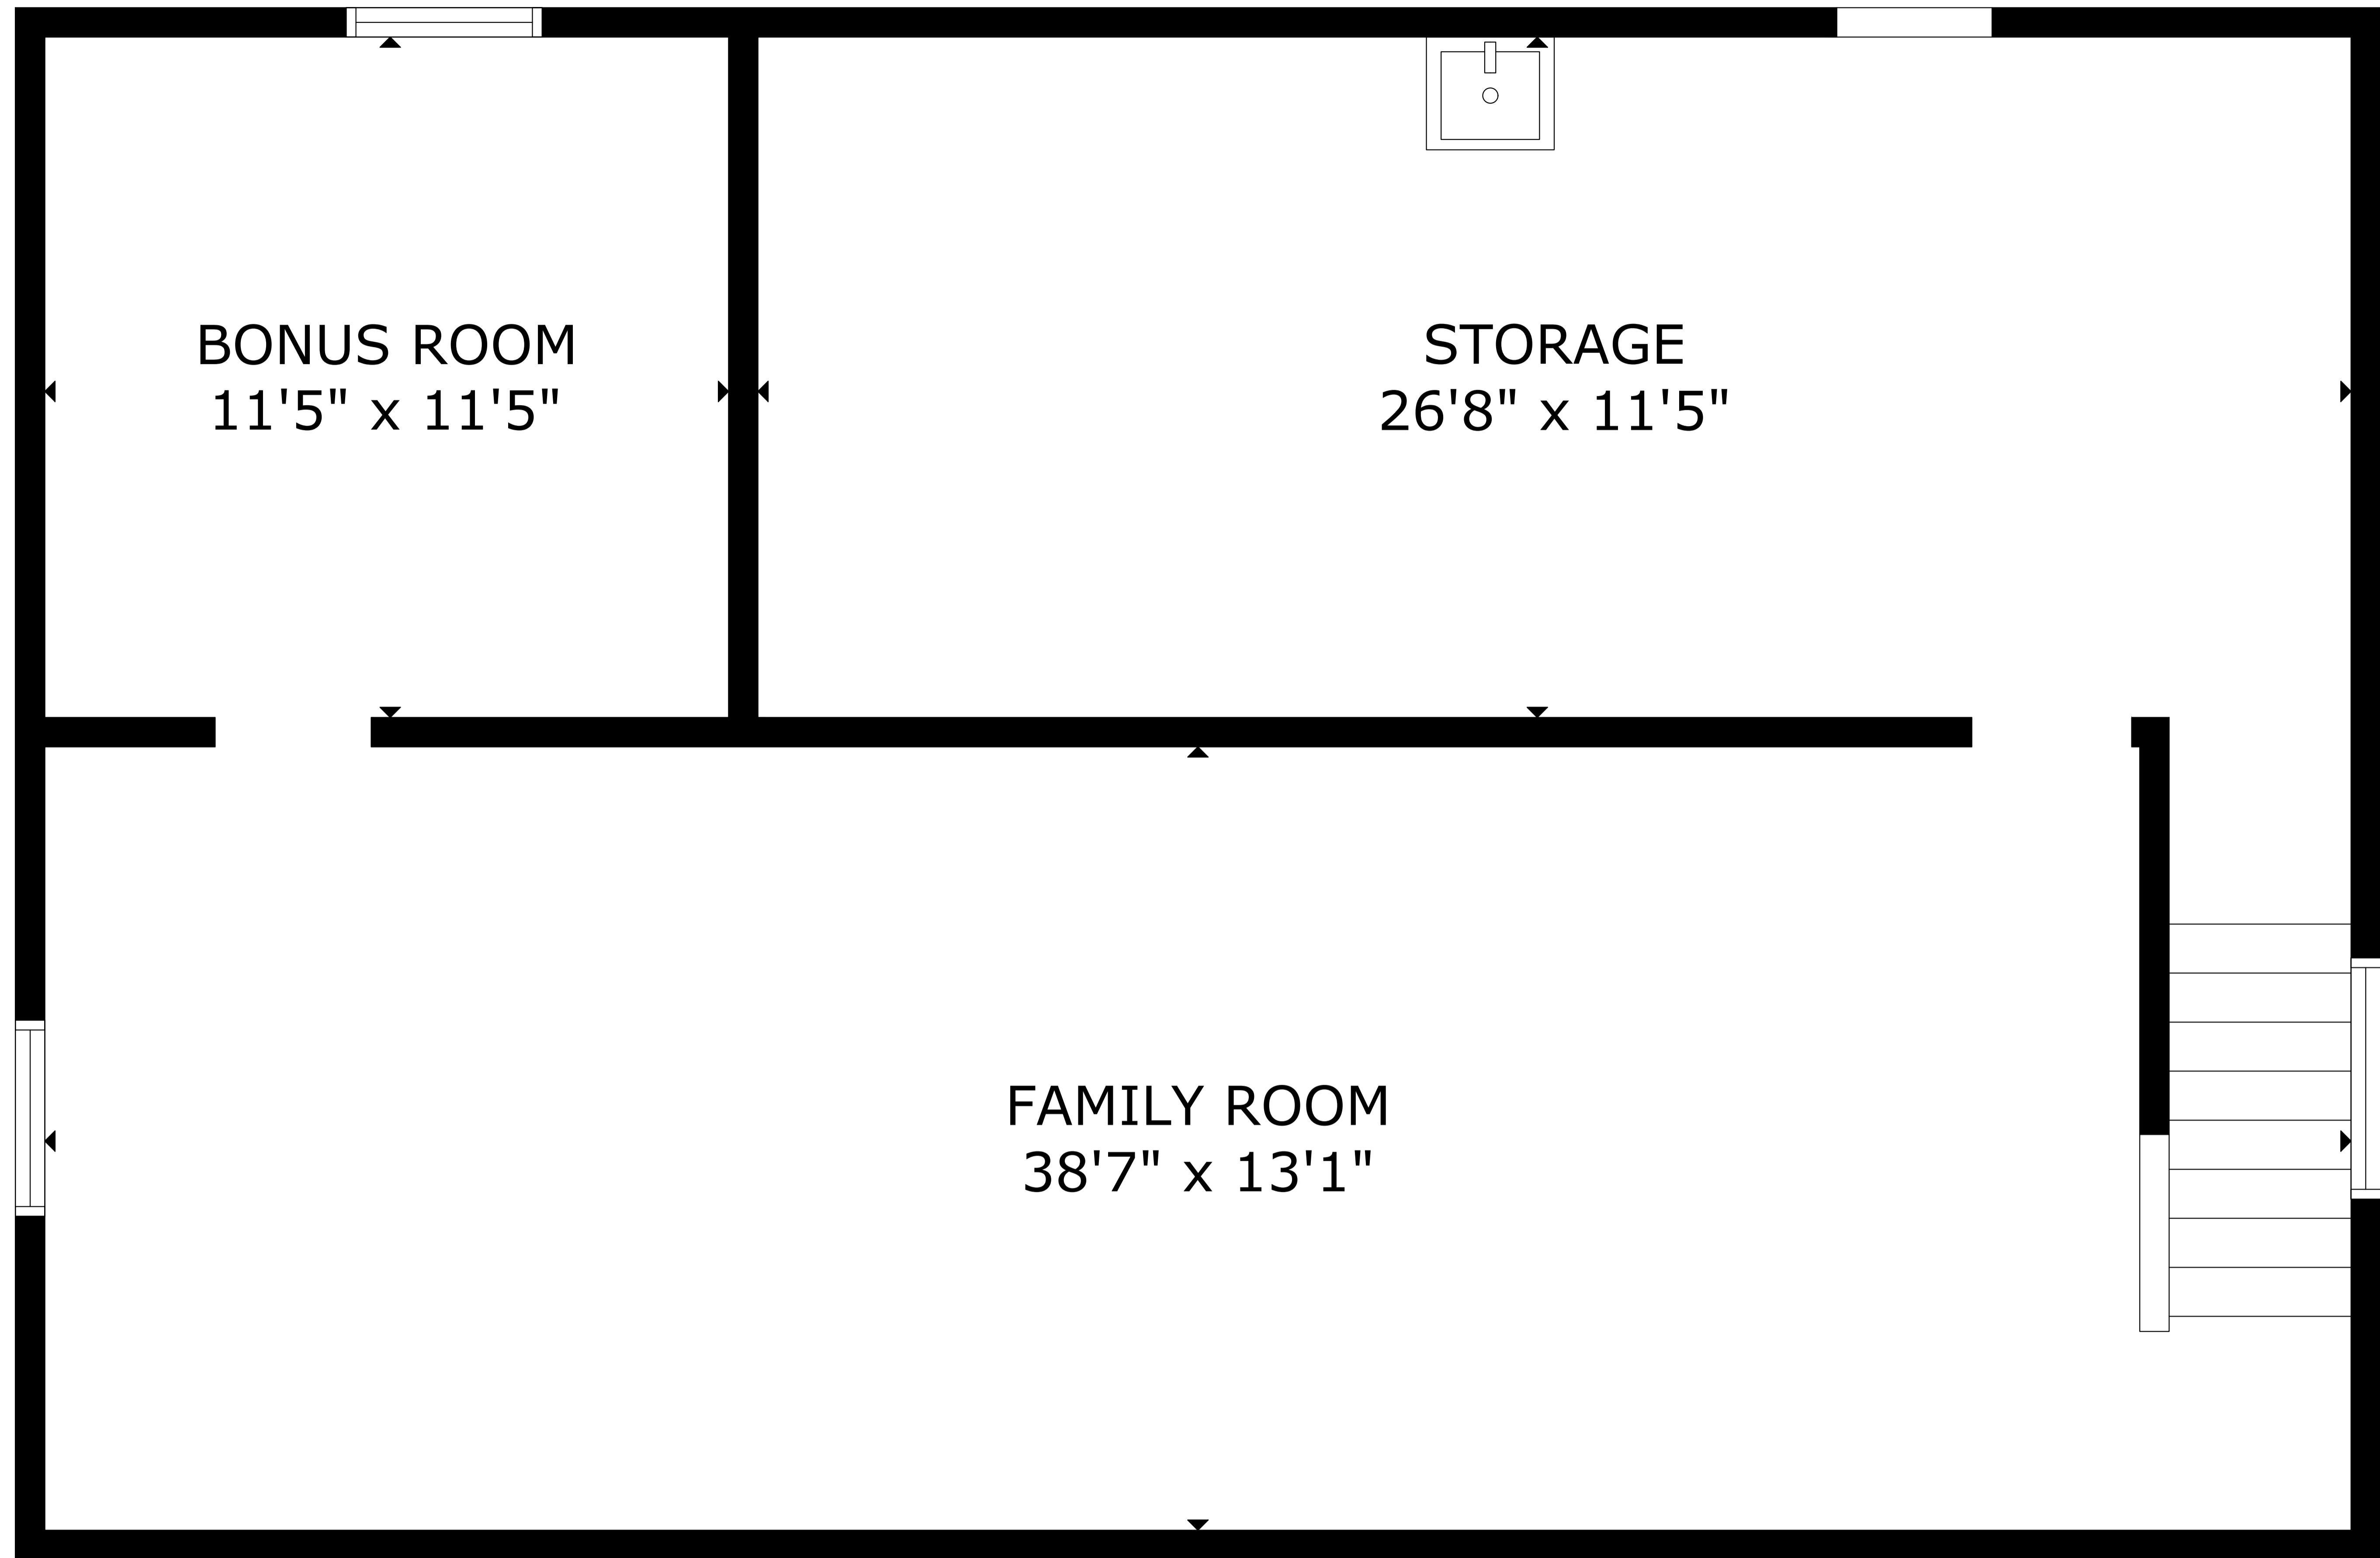 BONUS ROOM
11'5" x 11'5"
STORAGE
26'8" x 11'5"
FAMILY ROOM
38'7" x 13'1"